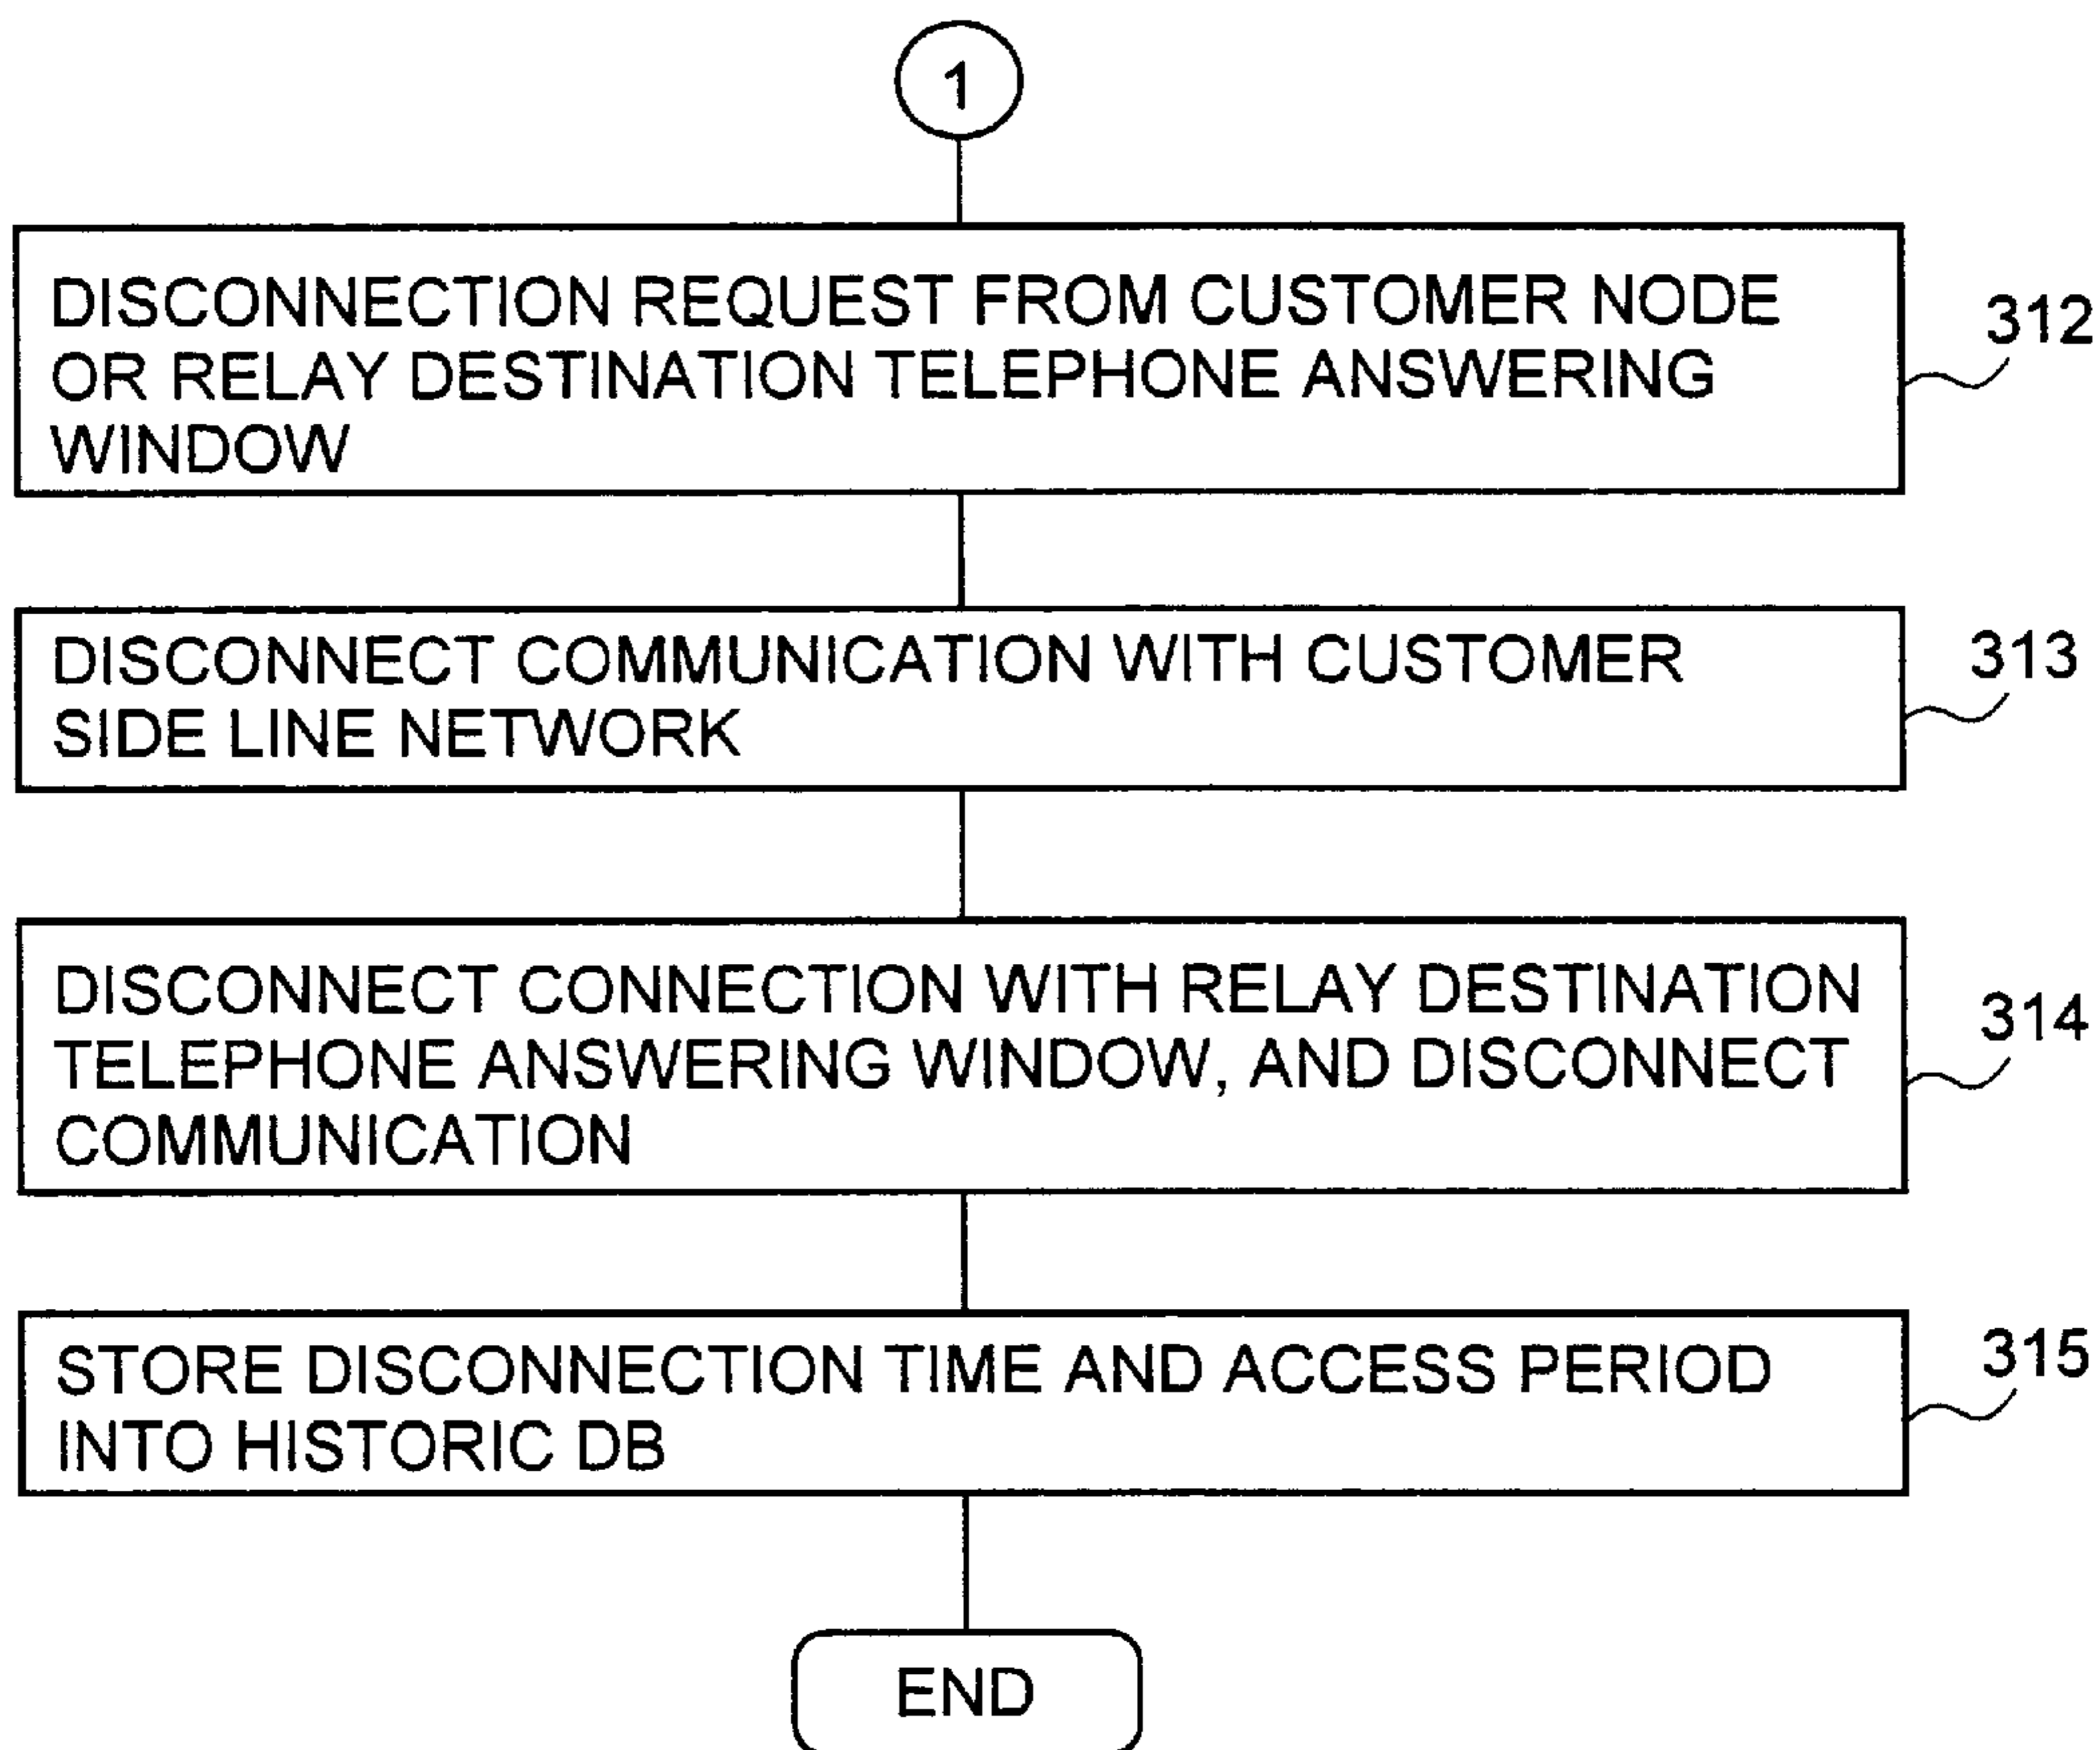 1
DISCONNECTION REQUEST FROM CUSTOMER NODE
OR RELAY DESTINATION TELEPHONE ANSWERING
WINDOW
312
DISCONNECT COMMUNICATION WITH CUSTOMER
SIDE LINE NETWORK
313
DISCONNECT CONNECTION WITH RELAY DESTINATION
TELEPHONE ANSWERING WINDOW, AND DISCONNECT
COMMUNICATION
314
STORE DISCONNECTION TIME AND ACCESS PERIOD
INTO HISTORIC DB
315
END